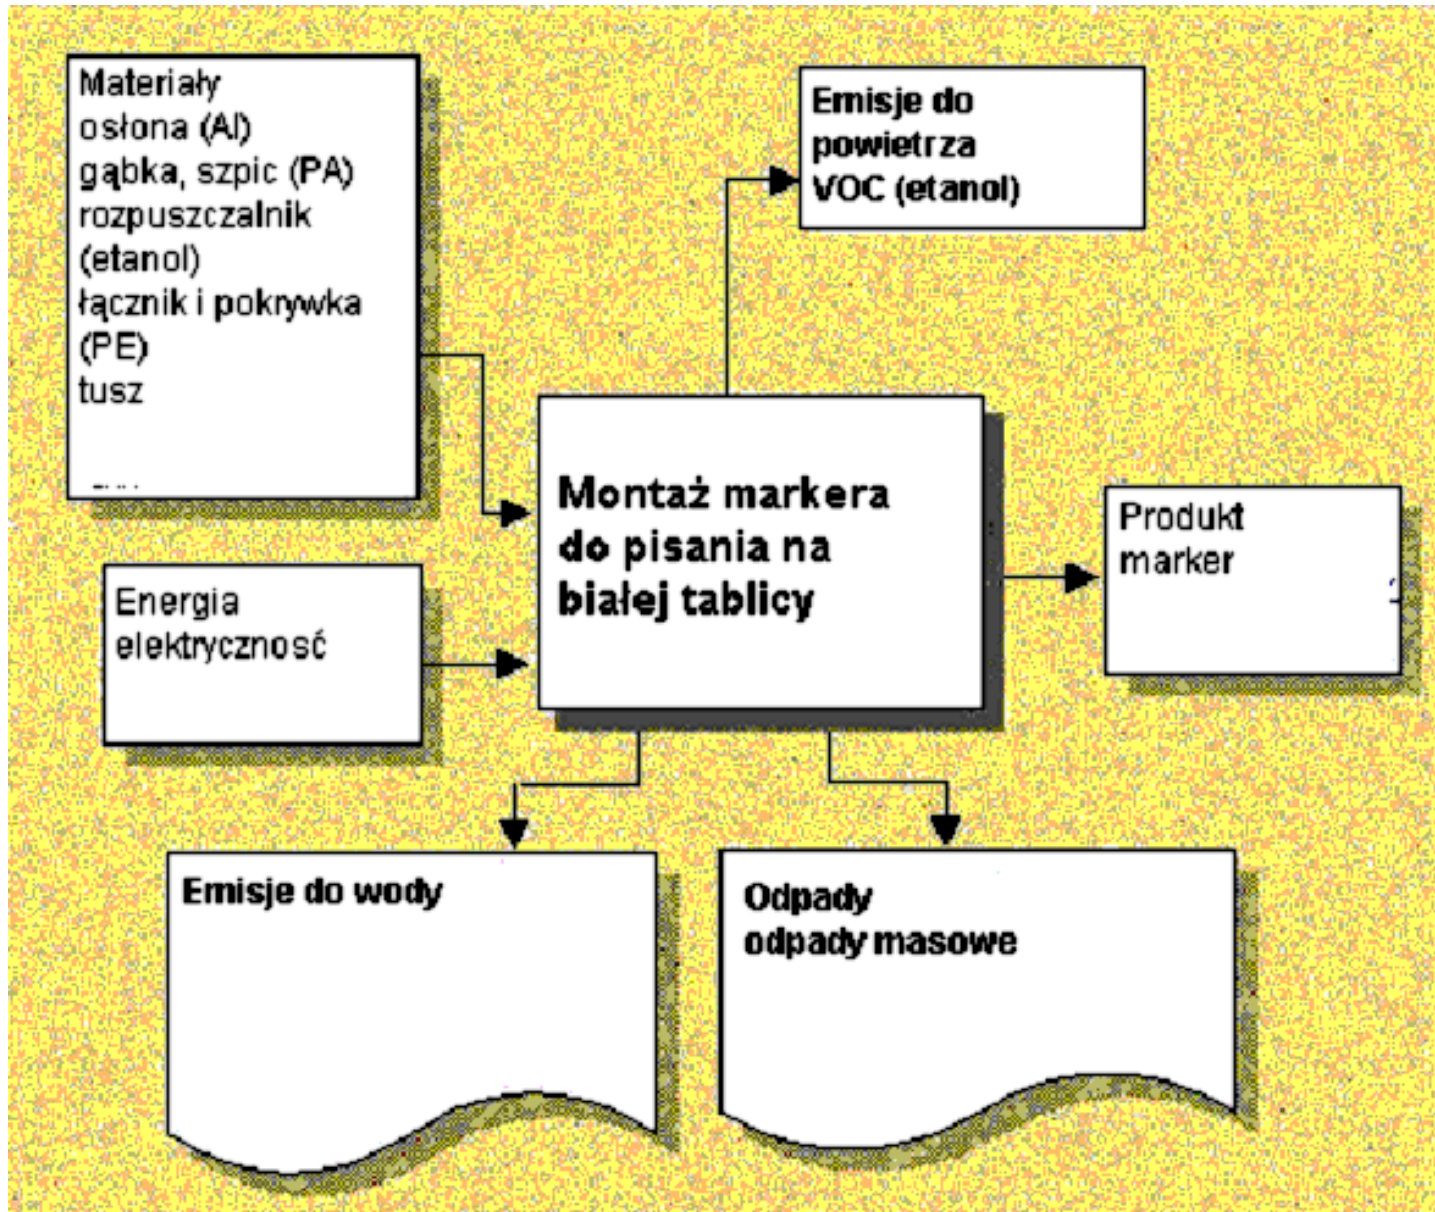 Materiały
osłona (Al)
gąbka, szpic (PA)
rozpuszczalnik
(etanol)
łącznik i pokrywka
(PE)
tusz
Emisje do
powietrza
VOC (etanol)
Montaż markera
do pisania na
białej tablicy
Produkt
marker
Energia
elektrycznosć
Emisje do wody
Odpady
odpady masowe